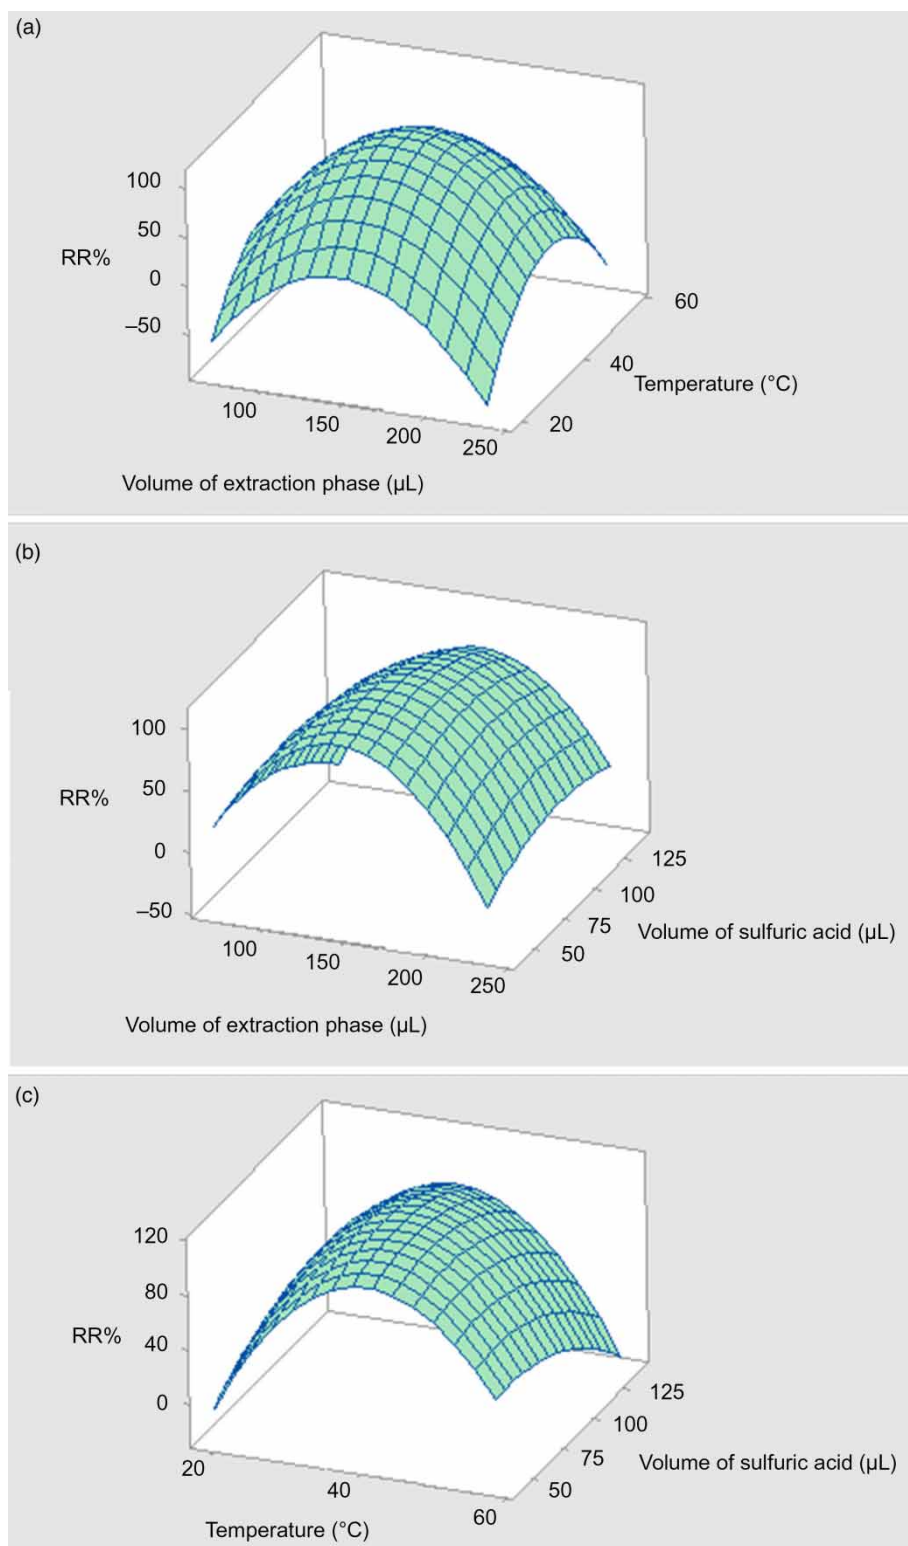 (a)
100
50
RR%
0
–50
100
150
200
250
20
40
60
Temperature (°C)
Volume of extraction phase (µL)
(b)
100
50
RR%
0
–50
100
150
200
250
50
75
100
125
Volume of sulfuric acid (µL)
Volume of extraction phase (µL)
(c)
120
80
RR%
40
0
20
40
60
50
75
100
125
Volume of sulfuric acid (µL)
Temperature (°C)